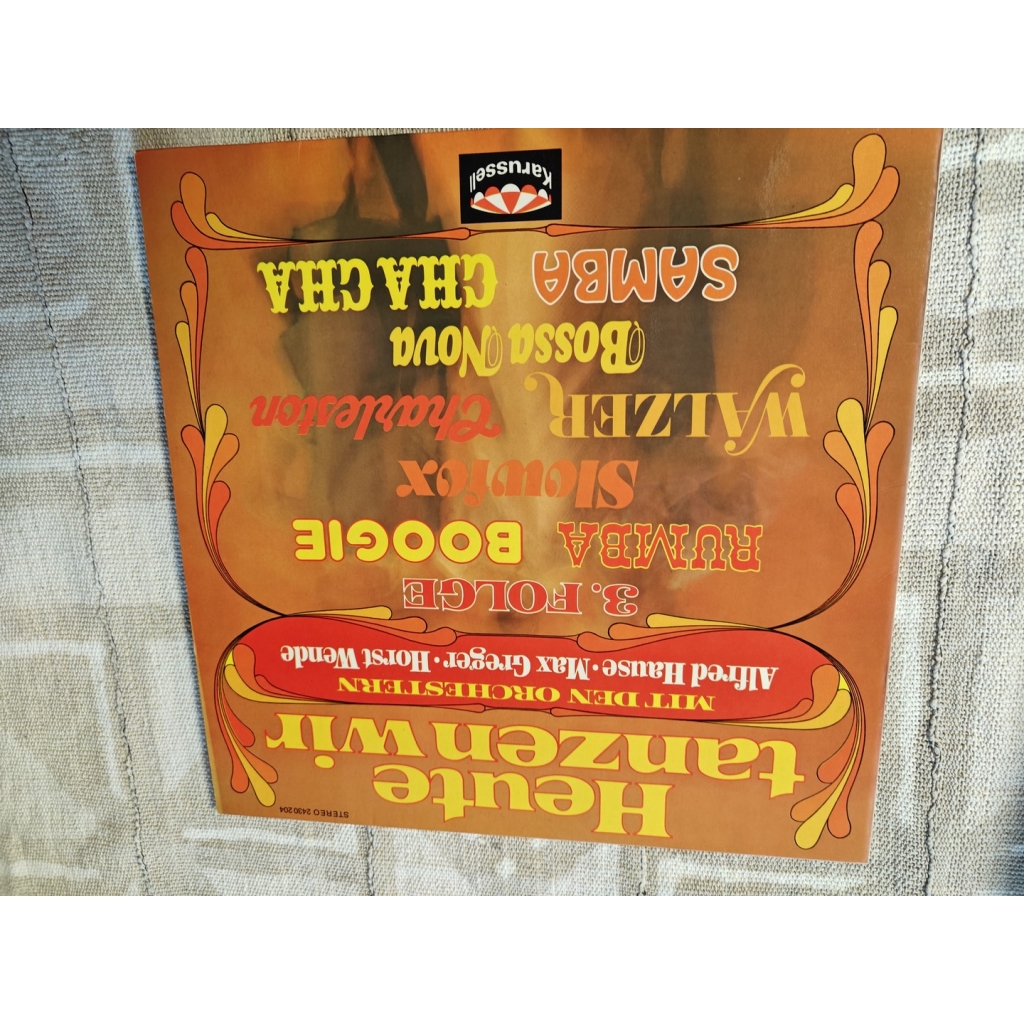 STEREO 2430 204
Heute
tanzen wir
MIT DEN ORCHESTERN
Alfred Hause · Max Greger · Horst Wende
3. FOLGE
RUMBA BOOGIE
Slowfox
WALZER Charleston
Bossa Nova
SAMBA CHA CHA
Karussell